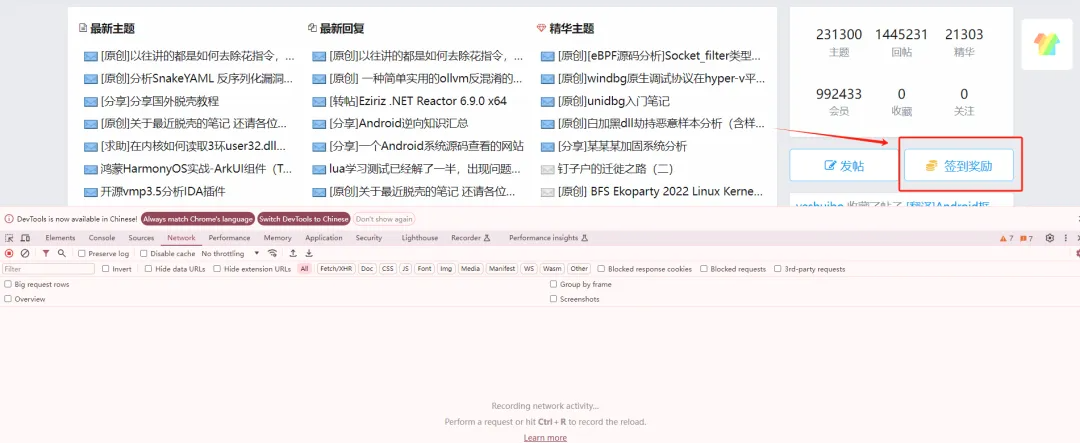 最新主题
[原创]以往讲的都是如何去除花指令，...
[原创]分析SnakeYAML 反序列化漏洞...
[分享]分享国外脱壳教程
[原创]关于最近脱壳的笔记 还请各位...
[求助]在内核如何读取3环user32.dll...
鸿蒙HarmonyOS实战-ArkUI组件（T...
开源vmp3.5分析IDA插件
最新回复
[原创]以往讲的都是如何去除花指令，...
[原创] 一种简单实用的ollvm反混淆的...
[转帖]Eziriz .NET Reactor 6.9.0 x64
[分享]Android逆向知识汇总
[分享]一个Android系统源码查看的网站
lua学习测试已经解了一半，出现问题...
[原创]关于最近脱壳的笔记 还请各位...
精华主题
[原创][eBPF源码分析]Socket_filter类型...
[原创]windbg原生调试协议在hyper-v平...
[原创]unidbg入门笔记
[原创]白加黑dll劫持恶意样本分析（含样...
[分享]某某某加固系统分析
钉子户的迁徙之路（二）
[原创] BFS Ekoparty 2022 Linux Kerne...
231300 1445231 21303
主题 回帖 精华
992433 0 0
会员 收藏 关注
发帖 签到奖励
DevTools is now available in Chinese! Always match Chrome's language Switch DevTools to Chinese Don't show again
Elements Console Sources Network Performance Memory Application Security Lighthouse Recorder Performance insights 7 7
Preserve log Disable cache No throttling
Filter Invert Hide data URLs Hide extension URLs All Fetch/XHR Doc CSS JS Font Img Media Manifest WS Wasm Other Blocked response cookies Blocked requests 3rd-party requests
Big request rows Group by frame
Overview Screenshots
Recording network activity...
Perform a request or hit Ctrl + R to record the reload.
Learn more